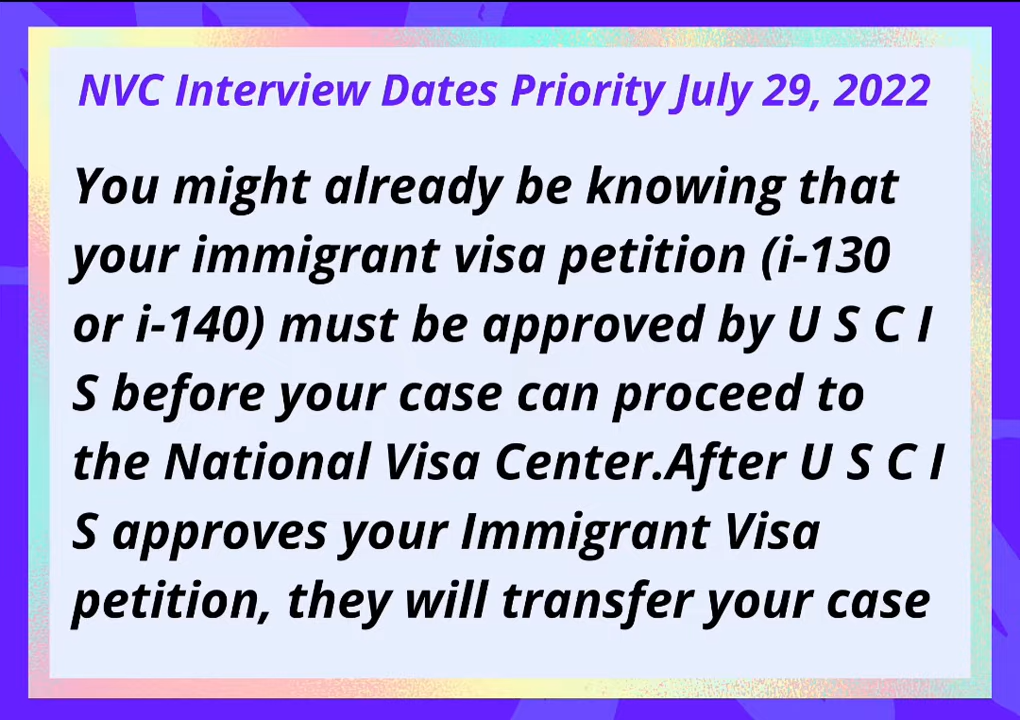 NVC Interview Dates Priority July 29, 2022
You might already be knowing that
your immigrant visa petition (i-130
or i-140) must be approved by U S C I
S before your case can proceed to
the National Visa Center.After U S C I
S approves your Immigrant Visa
petition, they will transfer your case